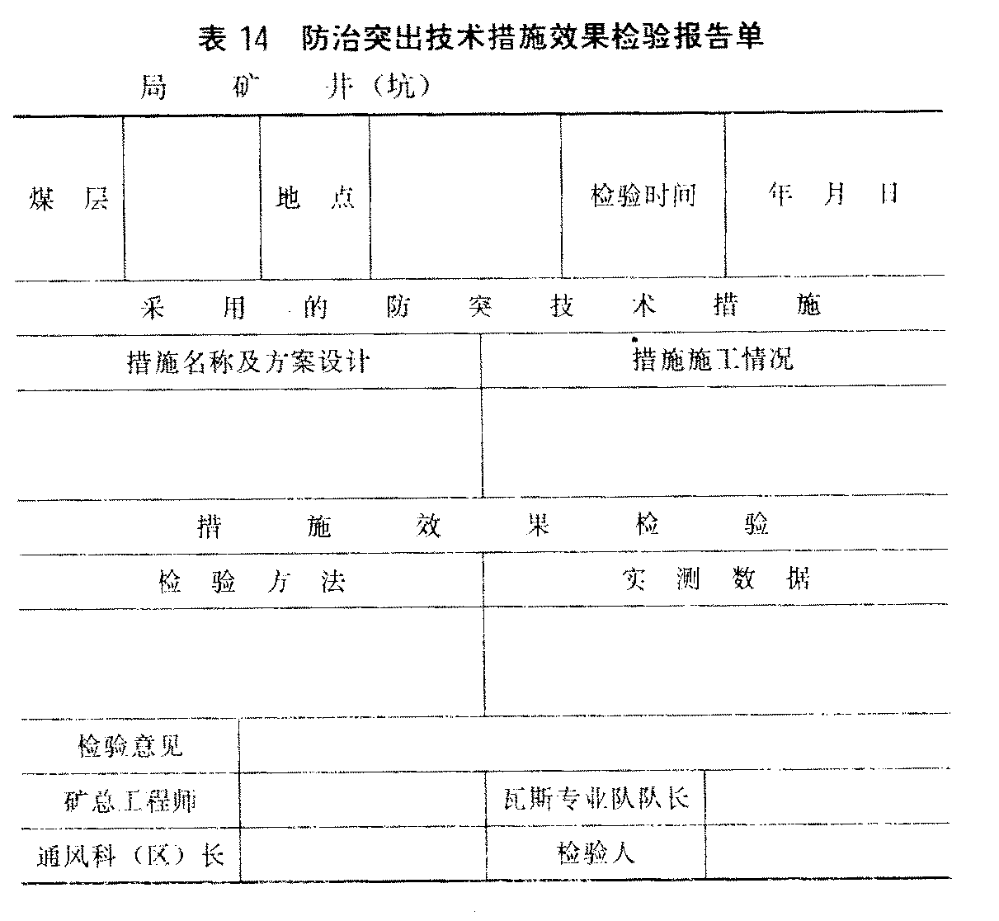 表 14 防治突出技术措施效果检验报告单
局 矿 井（坑）
煤 层 地 点 检验时间 年 月 日
采 用 的 防 突 技 术 措 施
措施名称及方案设计 措施施工情况
措 施 效 果 检 验
检 验 方 法 实 测 数 据
检验意见
矿总工程师 瓦斯专业队队长
通风科（区）长 检验人